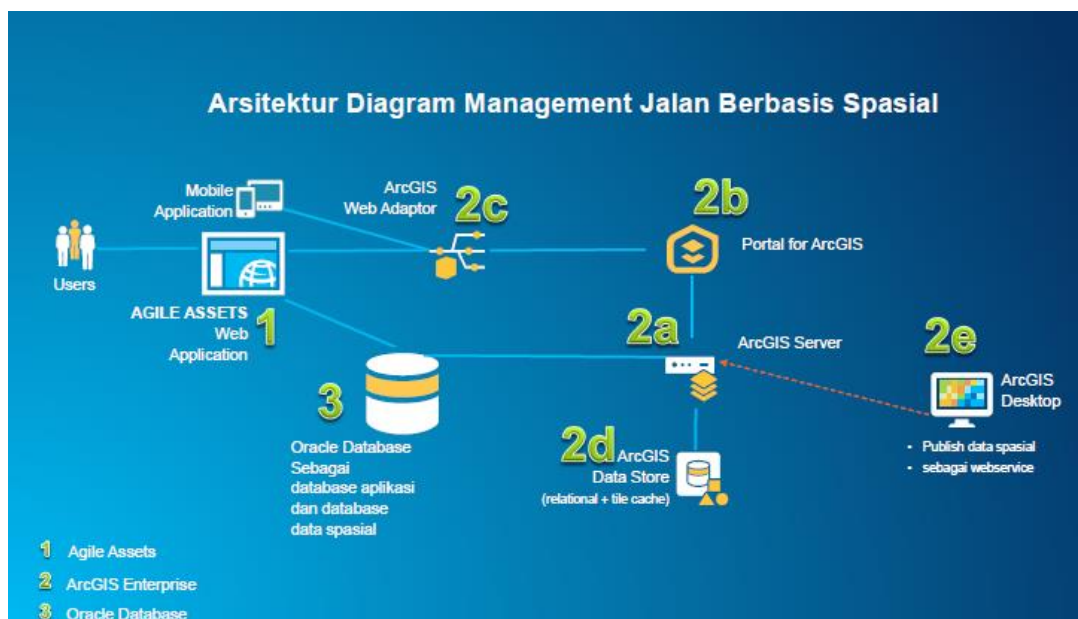 Arsitektur Diagram Management Jalan Berbasis Spasial
Mobile
Application
ArcGIS
Web Adaptor
2c
2b
Portal for ArcGIS
Users
AGILE ASSETS
Web
Application
1
2a
ArcGIS Server
2e
ArcGIS
Desktop
• Publish data spasial
• sebagai webservice
3
Oracle Database
Sebagai
database aplikasi
dan database
data spasial
2d
ArcGIS
Data Store
(relational + tile cache)
1 Agile Assets
2 ArcGIS Enterprise
3 Oracle Database